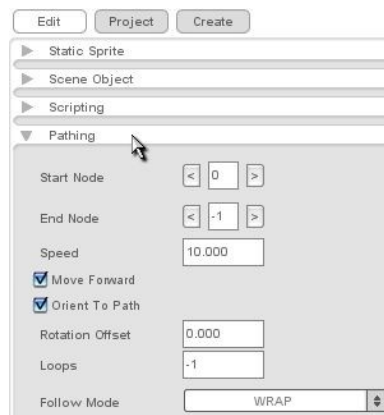 Edit Project Create
Static Sprite
Scene Object
Scripting
Pathing
Start Node < 0 >
End Node < -1 >
Speed 10.000
Move Forward
Orient To Path
Rotation Offset 0.000
Loops -1
Follow Mode WRAP